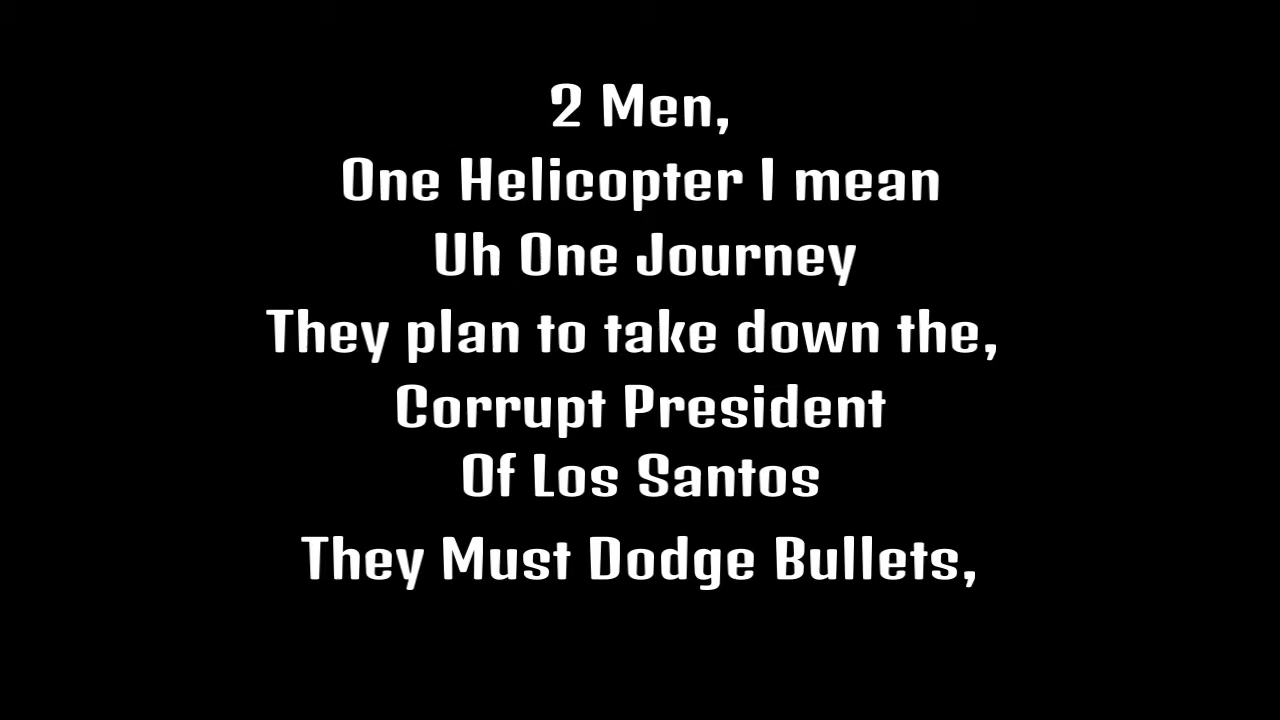 2 Men,
One Helicopter I mean
Uh One Journey
They plan to take down the,
Corrupt President
Of Los Santos
They Must Dodge Bullets,